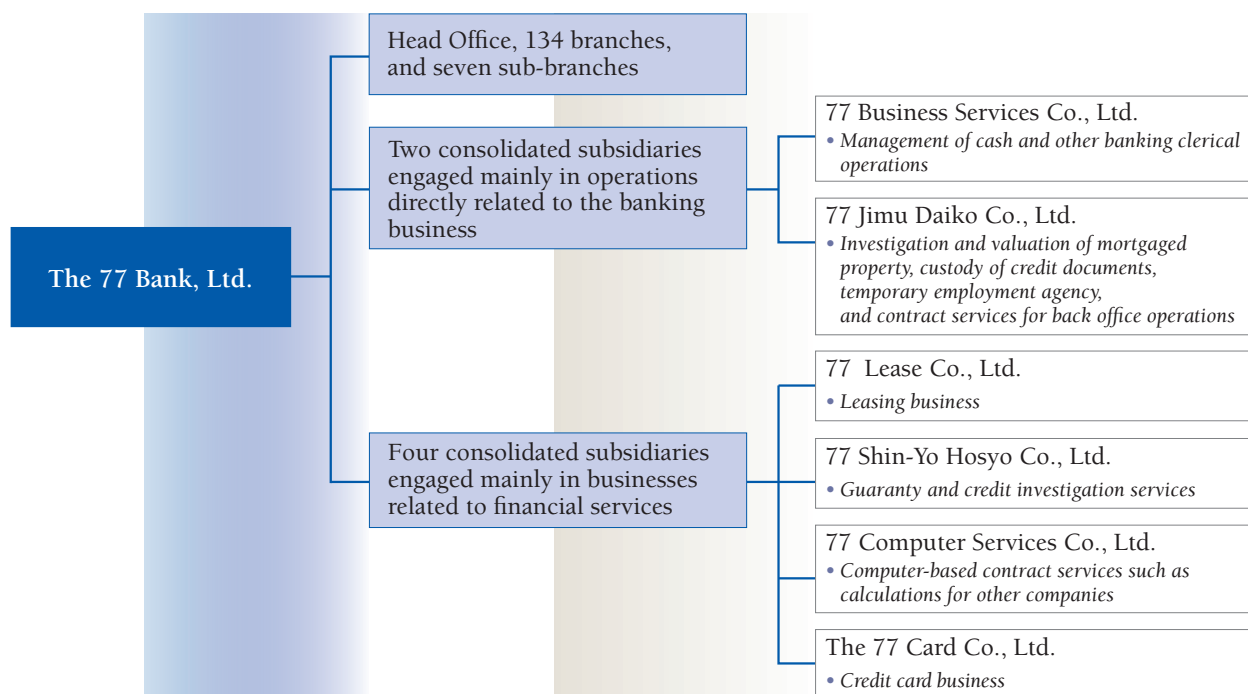 The 77 Bank, Ltd.
Head Office, 134 branches,
and seven sub-branches
Two consolidated subsidiaries
engaged mainly in operations
directly related to the banking
business
77 Business Services Co., Ltd.
• Management of cash and other banking clerical
operations
77 Jimu Daiko Co., Ltd.
• Investigation and valuation of mortgaged
property, custody of credit documents,
temporary employment agency,
and contract services for back office operations
Four consolidated subsidiaries
engaged mainly in businesses
related to financial services
77 Lease Co., Ltd.
• Leasing business
77 Shin-Yo Hosyo Co., Ltd.
• Guaranty and credit investigation services
77 Computer Services Co., Ltd.
• Computer-based contract services such as
calculations for other companies
The 77 Card Co., Ltd.
• Credit card business